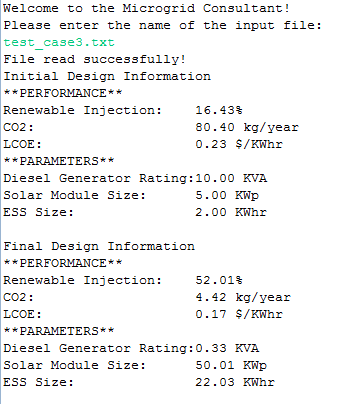 Welcome to the Microgrid Consultant!
Please enter the name of the input file:
test_case3.txt
File read successfully!
Initial Design Information
**PERFORMANCE**
Renewable Injection:    16.43%
CO2:                    80.40 kg/year
LCOE:                   0.23 $/KWhr
**PARAMETERS**
Diesel Generator Rating:10.00 KVA
Solar Module Size:      5.00 KWp
ESS Size:               2.00 KWhr

Final Design Information
**PERFORMANCE**
Renewable Injection:    52.01%
CO2:                    4.42 kg/year
LCOE:                   0.17 $/KWhr
**PARAMETERS**
Diesel Generator Rating:0.33 KVA
Solar Module Size:      50.01 KWp
ESS Size:               22.03 KWhr